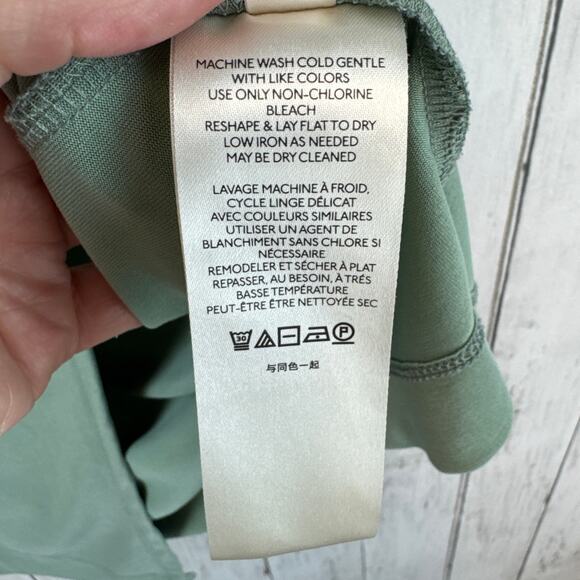 MACHINE WASH COLD GENTLE
WITH LIKE COLORS
USE ONLY NON-CHLORINE
BLEACH
RESHAPE & LAY FLAT TO DRY
LOW IRON AS NEEDED
MAY BE DRY CLEANED
LAVAGE MACHINE À FROID,
CYCLE LINGE DÉLICAT
AVEC COULEURS SIMILAIRES
UTILISER UN AGENT DE
BLANCHIMENT SANS CHLORE SI
NÉCESSAIRE
REMODELER ET SÉCHER À PLAT
REPASSER, AU BESOIN, À TRÉS
BASSE TEMPÉRATURE
PEUT-ÊTRE ÊTRE NETTOYÉE SEC
30 P
与同色一起